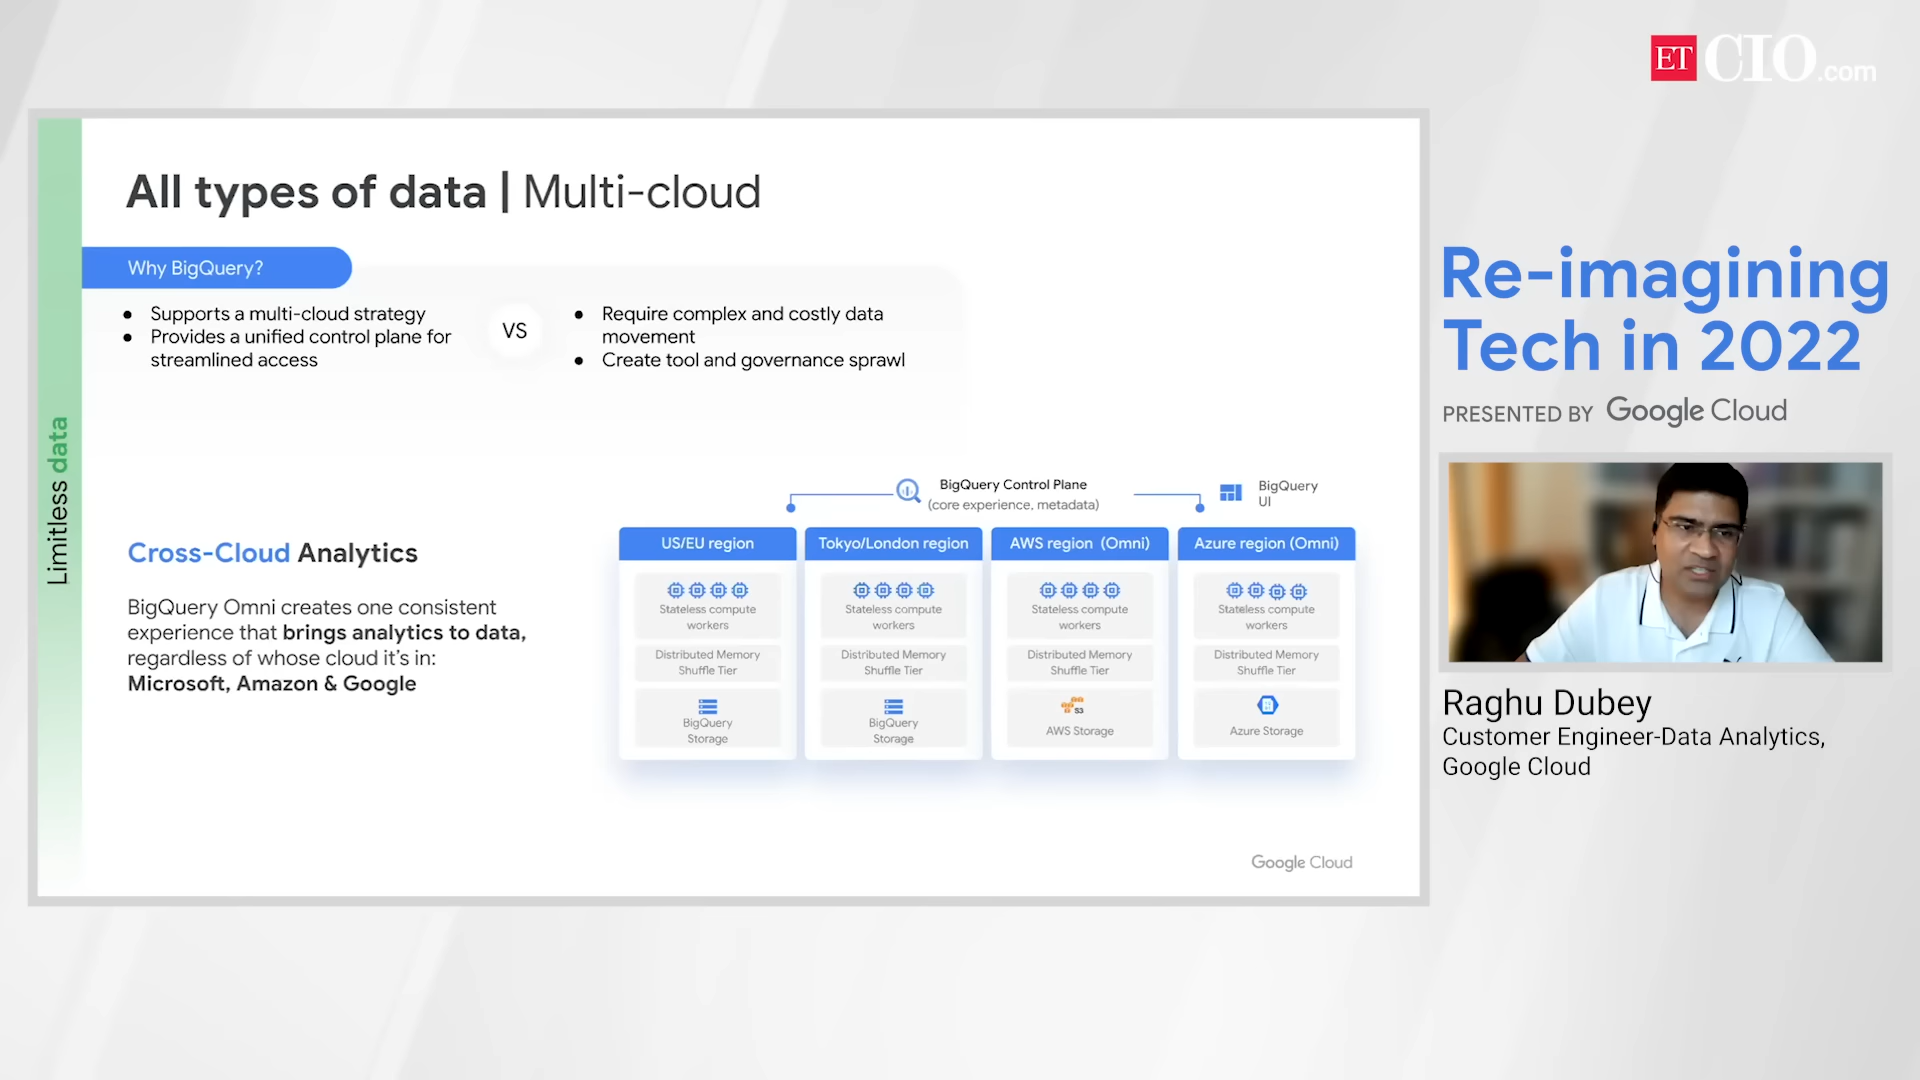 ET CIO.com
All types of data | Multi-cloud
Why BigQuery?
• Supports a multi-cloud strategy
• Provides a unified control plane for
streamlined access
VS
• Require complex and costly data
movement
• Create tool and governance sprawl
Limitless data
Cross-Cloud Analytics
BigQuery Omni creates one consistent
experience that brings analytics to data,
regardless of whose cloud it's in:
Microsoft, Amazon & Google
BigQuery Control Plane
(core experience, metadata)
BigQuery
UI
US/EU region
Stateless compute
workers
Distributed Memory
Shuffle Tier
BigQuery
Storage
Tokyo/London region
Stateless compute
workers
Distributed Memory
Shuffle Tier
BigQuery
Storage
AWS region (Omni)
Stateless compute
workers
Distributed Memory
Shuffle Tier
S3
AWS Storage
Azure region (Omni)
Stateless compute
workers
Distributed Memory
Shuffle Tier
Azure Storage
Google Cloud
Re-imagining
Tech in 2022
PRESENTED BY Google Cloud
Raghu Dubey
Customer Engineer-Data Analytics,
Google Cloud